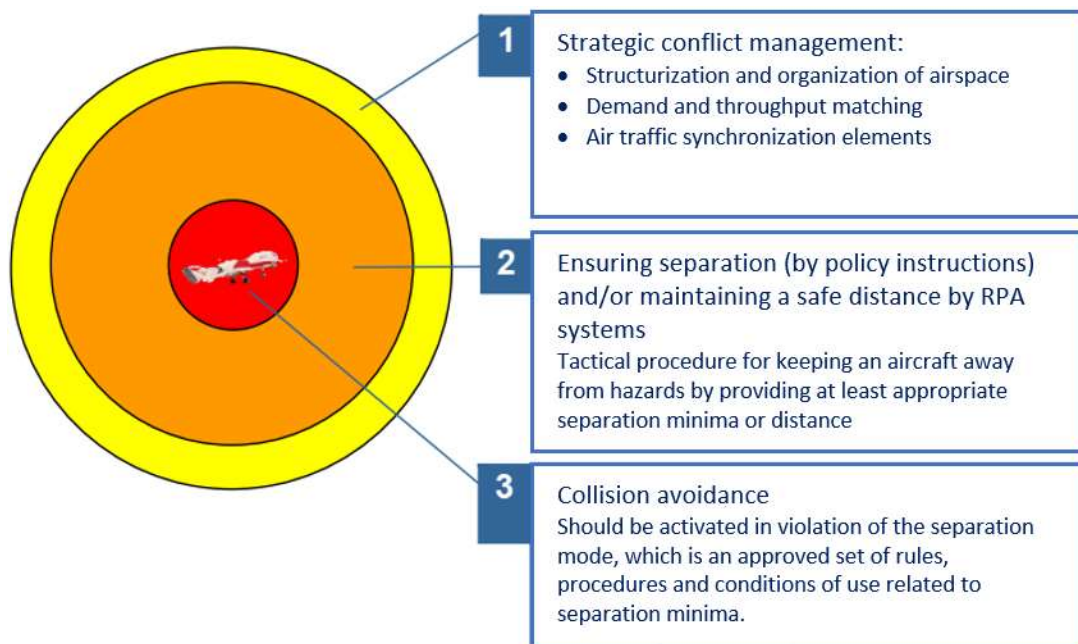 1
Strategic conflict management:
• Structurization and organization of airspace
• Demand and throughput matching
• Air traffic synchronization elements
2
Ensuring separation (by policy instructions)
and/or maintaining a safe distance by RPA
systems
Tactical procedure for keeping an aircraft away
from hazards by providing at least appropriate
separation minima or distance
3
Collision avoidance
Should be activated in violation of the separation
mode, which is an approved set of rules,
procedures and conditions of use related to
separation minima.